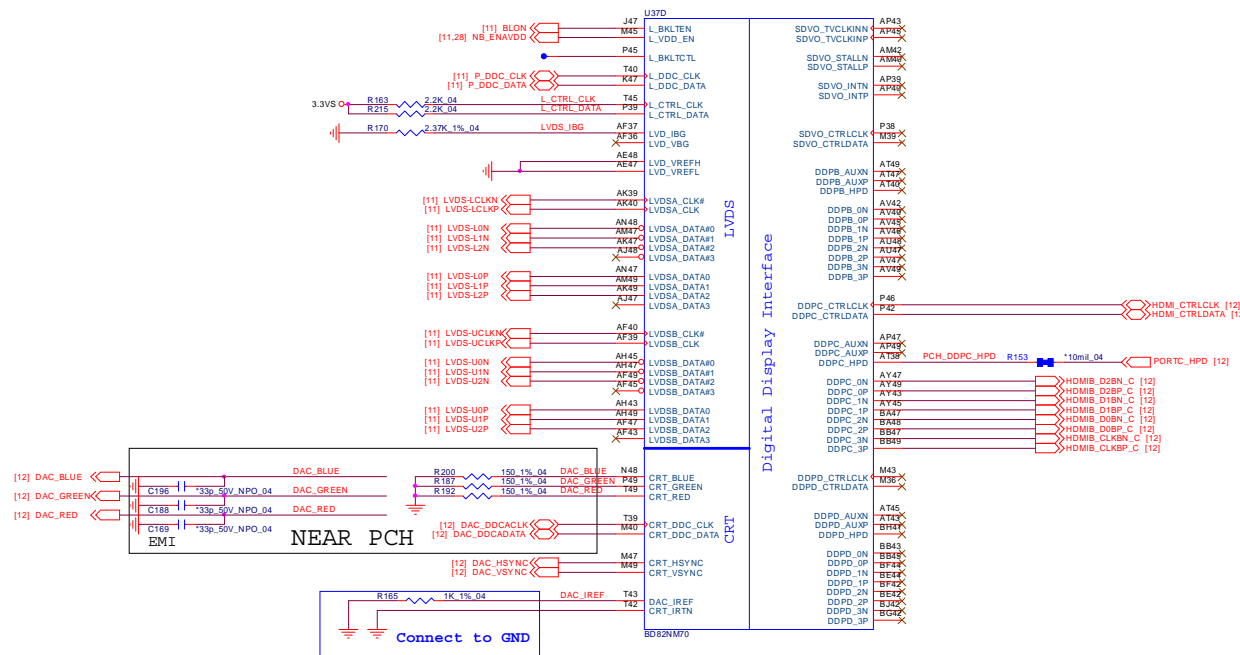 U37D
[11] BLON J47 L_BKLTEN
[11,28] NB_ENAVDD M45 L_VDD_EN
P45 L_BKLTCTL
[11] P_DDC_CLK T40 L_DDC_CLK
[11] P_DDC_DATA K47 L_DDC_DATA
3.3VS R163 2.2K_04 L_CTRL_CLK T45 L_CTRL_CLK
R215 2.2K_04 L_CTRL_DATA P39 L_CTRL_DATA
R170 2.37K_1%_04 LVDS_IBG AF37 LVD_IBG
AF36 LVD_VBG
AE48 LVD_VREFH
AE47 LVD_VREFL
[11] LVDS-LCLKN AK39 LVDSA_CLK#
[11] LVDS-LCLKP AK40 LVDSA_CLK
[11] LVDS-L0N AN48 LVDSA_DATA#0
[11] LVDS-L1N AM47 LVDSA_DATA#1
[11] LVDS-L2N AK47 LVDSA_DATA#2
AJ48 LVDSA_DATA#3
[11] LVDS-L0P AN47 LVDSA_DATA0
[11] LVDS-L1P AM49 LVDSA_DATA1
[11] LVDS-L2P AK49 LVDSA_DATA2
AJ47 LVDSA_DATA3
[11] LVDS-UCLKN AF40 LVDSB_CLK#
[11] LVDS-UCLKP AF39 LVDSB_CLK
[11] LVDS-U0N AH45 LVDSB_DATA#0
[11] LVDS-U1N AH47 LVDSB_DATA#1
[11] LVDS-U2N AF49 LVDSB_DATA#2
AF45 LVDSB_DATA#3
[11] LVDS-U0P AH43 LVDSB_DATA0
[11] LVDS-U1P AH49 LVDSB_DATA1
[11] LVDS-U2P AF47 LVDSB_DATA2
AF43 LVDSB_DATA3
[12] DAC_BLUE DAC_BLUE R200 150_1%_04 DAC_BLUE N48 CRT_BLUE
C196 *33p_50V_NPO_04
[12] DAC_GREEN DAC_GREEN R187 150_1%_04 DAC_GREEN P49 CRT_GREEN
C188 *33p_50V_NPO_04
[12] DAC_RED DAC_RED R192 150_1%_04 DAC_RED T49 CRT_RED
C169 *33p_50V_NPO_04
EMI
NEAR PCH
[12] DAC_DDCACLK T39 CRT_DDC_CLK
[12] DAC_DDCADATA M40 CRT_DDC_DATA
[12] DAC_HSYNC M47 CRT_HSYNC
[12] DAC_VSYNC M49 CRT_VSYNC
R165 1K_1%_04 DAC_IREF T43 DAC_IREF
T42 CRT_IRTN
Connect to GND
BD82NM70
LVDS
CRT
Digital Display Interface
SDVO_TVCLKINN AP43
SDVO_TVCLKINP AP45
SDVO_STALLN AM42
SDVO_STALLP AM40
SDVO_INTN AP39
SDVO_INTP AP40
SDVO_CTRLCLK P38
SDVO_CTRLDATA M39
DDPB_AUXN AT49
DDPB_AUXP AT47
DDPB_HPD AT40
DDPB_0N AV42
DDPB_0P AV40
DDPB_1N AV45
DDPB_1P AV46
DDPB_2N AU48
DDPB_2P AU47
DDPB_3N AV47
DDPB_3P AV49
DDPC_CTRLCLK P46 HDMI_CTRLCLK [12]
DDPC_CTRLDATA P42 HDMI_CTRLDATA
DDPC_AUXN AP47
DDPC_AUXP AP49
DDPC_HPD AT38 PCH_DDPC_HPD R153 *10mil_04 PORTC_HPD [12]
DDPC_0N AY47 HDMIB_D2BN_C [12]
DDPC_0P AY49 HDMIB_D2BP_C [12]
DDPC_1N AY43 HDMIB_D1BN_C [12]
DDPC_1P AY45 HDMIB_D1BP_C [12]
DDPC_2N BA47 HDMIB_D0BN_C [12]
DDPC_2P BA48 HDMIB_D0BP_C [12]
DDPC_3N BB47 HDMIB_CLKBN_C [12]
DDPC_3P BB49 HDMIB_CLKBP_C [12]
DDPD_CTRLCLK M43
DDPD_CTRLDATA M36
DDPD_AUXN AT45
DDPD_AUXP AT43
DDPD_HPD BH41
DDPD_0N BB43
DDPD_0P BB45
DDPD_1N BF44
DDPD_1P BE44
DDPD_2N BF42
DDPD_2P BE42
DDPD_3N BJ42
DDPD_3P BG42